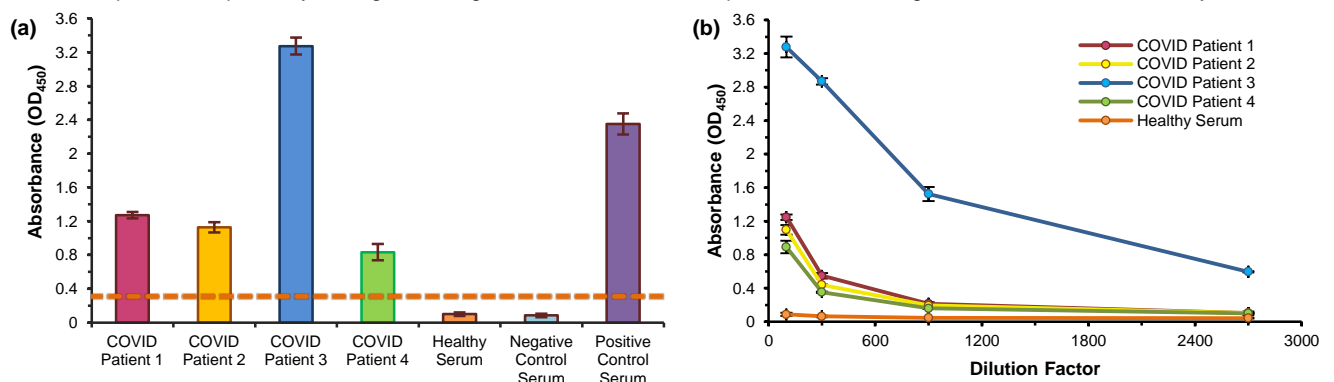 (a)
Absorbance (OD450)
3.6
3.2
2.8
2.4
2
1.6
1.2
0.8
0.4
0
COVID
Patient 1
COVID
Patient 2
COVID
Patient 3
COVID
Patient 4
Healthy
Serum
Negative
Control
Serum
Positive
Control
Serum
(b)
Absorbance (OD450)
3.6
3.2
2.8
2.4
2
1.6
1.2
0.8
0.4
0
0 600 1200 1800 2400 3000
Dilution Factor
COVID Patient 1
COVID Patient 2
COVID Patient 3
COVID Patient 4
Healthy Serum